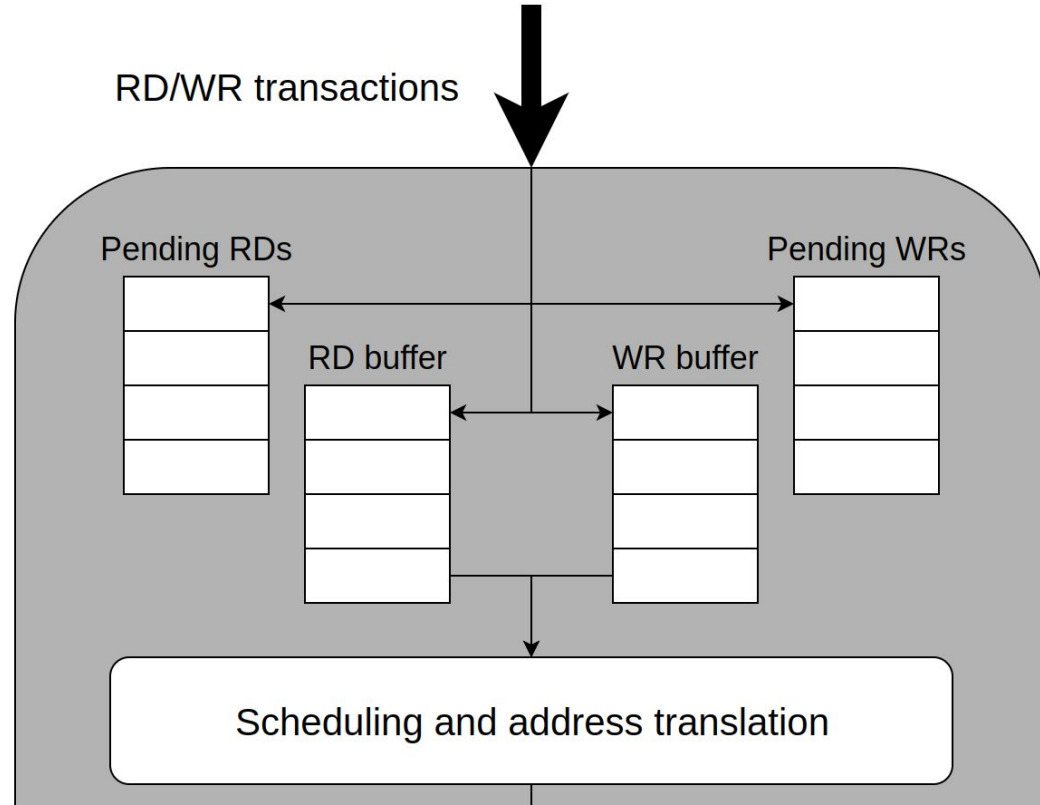 RD/WR transactions
Pending RDs
Pending WRs
RD buffer
WR buffer
Scheduling and address translation